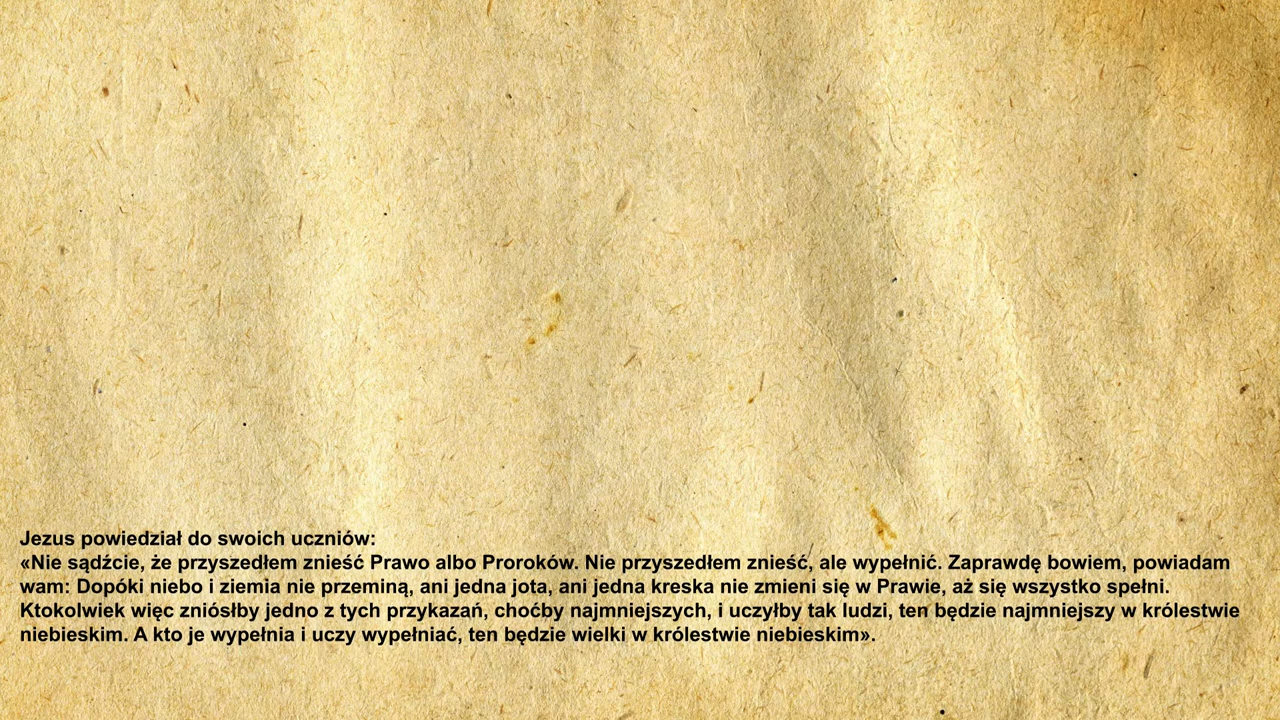 Jezus powiedział do swoich uczniów:
«Nie sądźcie, że przyszedłem znieść Prawo albo Proroków. Nie przyszedłem znieść, ale wypełnić. Zaprawdę bowiem, powiadam
wam: Dopóki niebo i ziemia nie przeminą, ani jedna jota, ani jedna kreska nie zmieni się w Prawie, aż się wszystko spełni.
Ktokolwiek więc zniósłby jedno z tych przykazań, choćby najmniejszych, i uczyłby tak ludzi, ten będzie najmniejszy w królestwie
niebieskim. A kto je wypełnia i uczy wypełniać, ten będzie wielki w królestwie niebieskim».